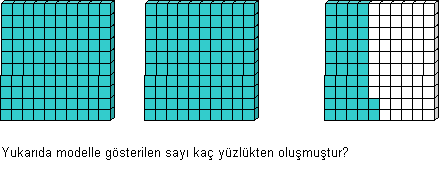 Yukarıda modelle gösterilen sayı kaç yüzlükten oluşmuştur?